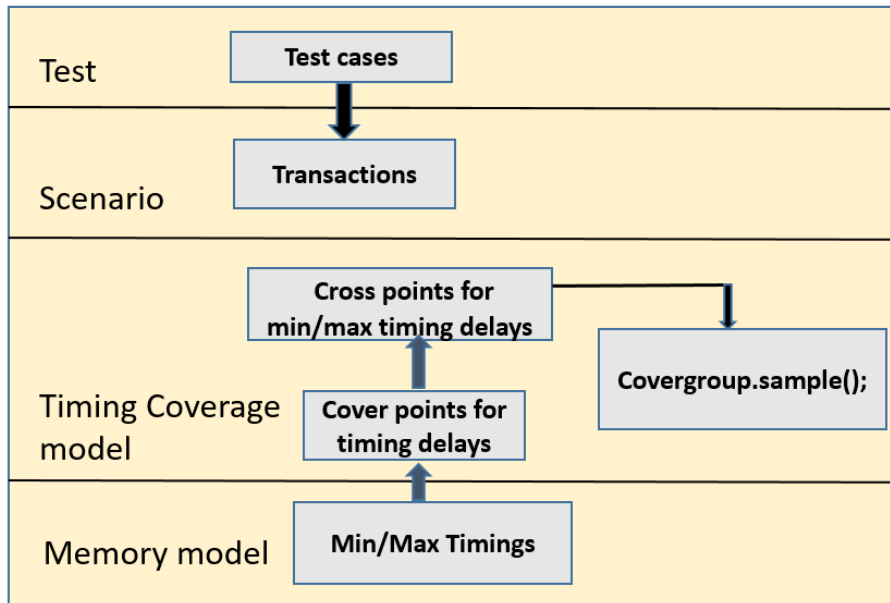 Test
Test cases
Scenario
Transactions
Cross points for
min/max timing delays
Covergroup.sample();
Timing Coverage
model
Cover points for
timing delays
Memory model
Min/Max Timings